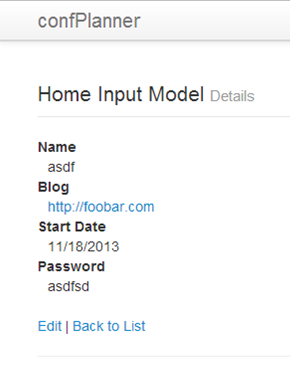 confPlanner
Home Input Model Details
Name
asdf
Blog
http://foobar.com
Start Date
11/18/2013
Password
asdfsd
Edit | Back to List